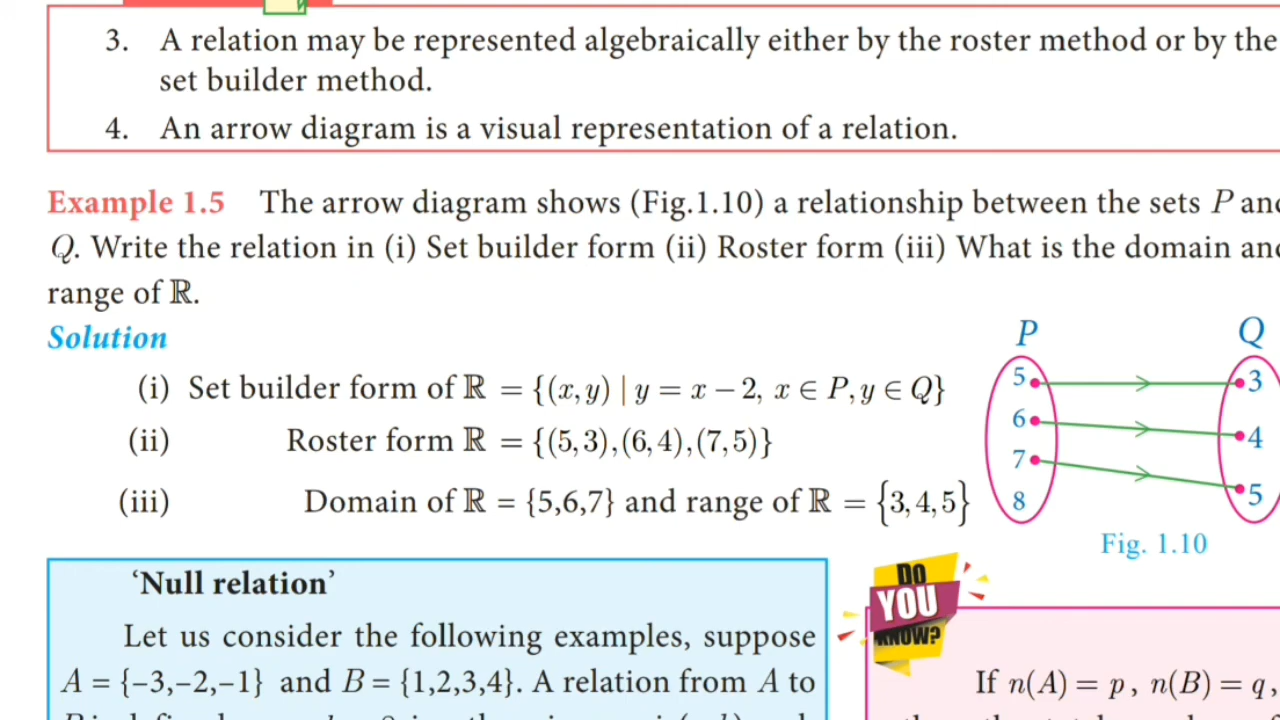 3. A relation may be represented algebraically either by the roster method or by the
set builder method.
4. An arrow diagram is a visual representation of a relation.
Example 1.5 The arrow diagram shows (Fig.1.10) a relationship between the sets P
Q. Write the relation in (i) Set builder form (ii) Roster form (iii) What is the domain
range of ℝ.
Solution
(i) Set builder form of ℝ = {(x,y) | y = x − 2, x ∈ P, y ∈ Q}
(ii) Roster form ℝ = {(5,3),(6,4),(7,5)}
(iii) Domain of ℝ = {5,6,7} and range of ℝ = {3,4,5}
P Q
5 3
6 4
7 5
8
Fig. 1.10
‘Null relation’
Let us consider the following examples, suppose
A = {−3,−2,−1} and B = {1,2,3,4}. A relation from A to
DO
YOU
KNOW?
If n(A) = p, n(B) = q,